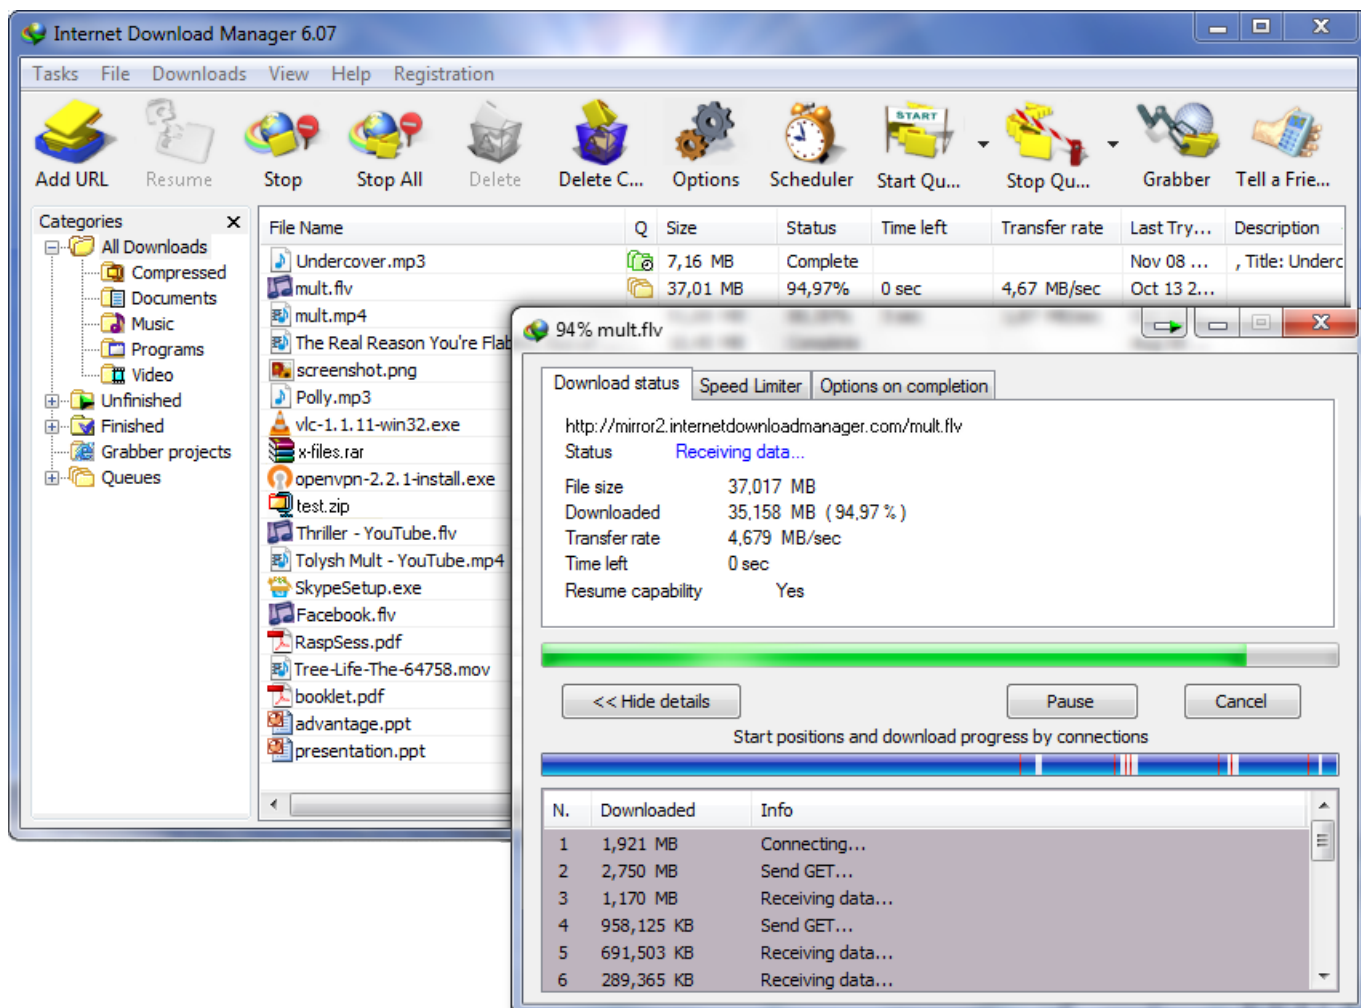 Internet Download Manager 6.07
Tasks File Downloads View Help Registration
Add URL Resume Stop Stop All Delete Delete C... Options Scheduler Start Qu... Stop Qu... Grabber Tell a Frie...
START
Categories
All Downloads
Compressed
Documents
Music
Programs
Video
Unfinished
Finished
Grabber projects
Queues
File Name Q Size Status Time left Transfer rate Last Try... Description
Undercover.mp3 7,16 MB Complete Nov 08 ... , Title: Underc
mult.flv 37,01 MB 94,97% 0 sec 4,67 MB/sec Oct 13 2...
mult.mp4
The Real Reason You're Flab
screenshot.png
Polly.mp3
vlc-1.1.11-win32.exe
x-files.rar
openvpn-2.2.1-install.exe
test.zip
Thriller - YouTube.flv
Tolysh Mult - YouTube.mp4
SkypeSetup.exe
Facebook.flv
RaspSess.pdf
Tree-Life-The-64758.mov
booklet.pdf
advantage.ppt
presentation.ppt
94% mult.flv
Download status Speed Limiter Options on completion
http://mirror2.internetdownloadmanager.com/mult.flv
Status Receiving data...
File size 37,017 MB
Downloaded 35,158 MB ( 94,97 % )
Transfer rate 4,679 MB/sec
Time left 0 sec
Resume capability Yes
<< Hide details Pause Cancel
Start positions and download progress by connections
N. Downloaded Info
1 1,921 MB Connecting...
2 2,750 MB Send GET...
3 1,170 MB Receiving data...
4 958,125 KB Send GET...
5 691,503 KB Receiving data...
6 289,365 KB Receiving data...